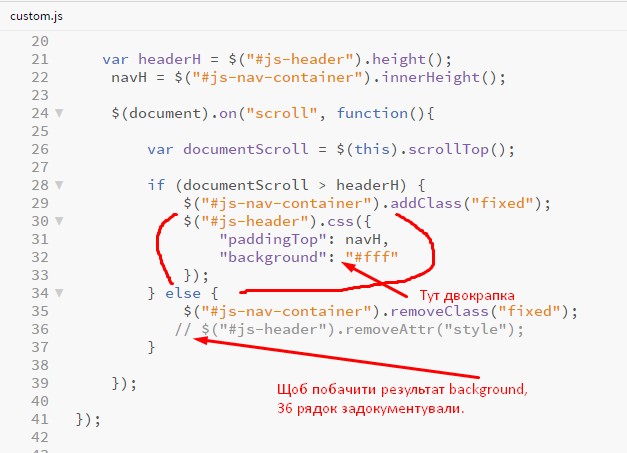 custom.js
20
21 var headerH = $("#js-header").height();
22 navH = $("#js-nav-container").innerHeight();
23
24 $(document).on("scroll", function(){
25
26 var documentScroll = $(this).scrollTop();
27
28 if (documentScroll > headerH) {
29 $("#js-nav-container").addClass("fixed");
30 $("#js-header").css({
31 "paddingTop": navH,
32 "background": "#fff"
33 });
34 } else {
Тут двокрапка
35 $("#js-nav-container").removeClass("fixed");
36 // $("#js-header").removeAttr("style");
37 }
38
39 });
Щоб побачити результат background,
36 рядок задокументували.
40
41 });
42